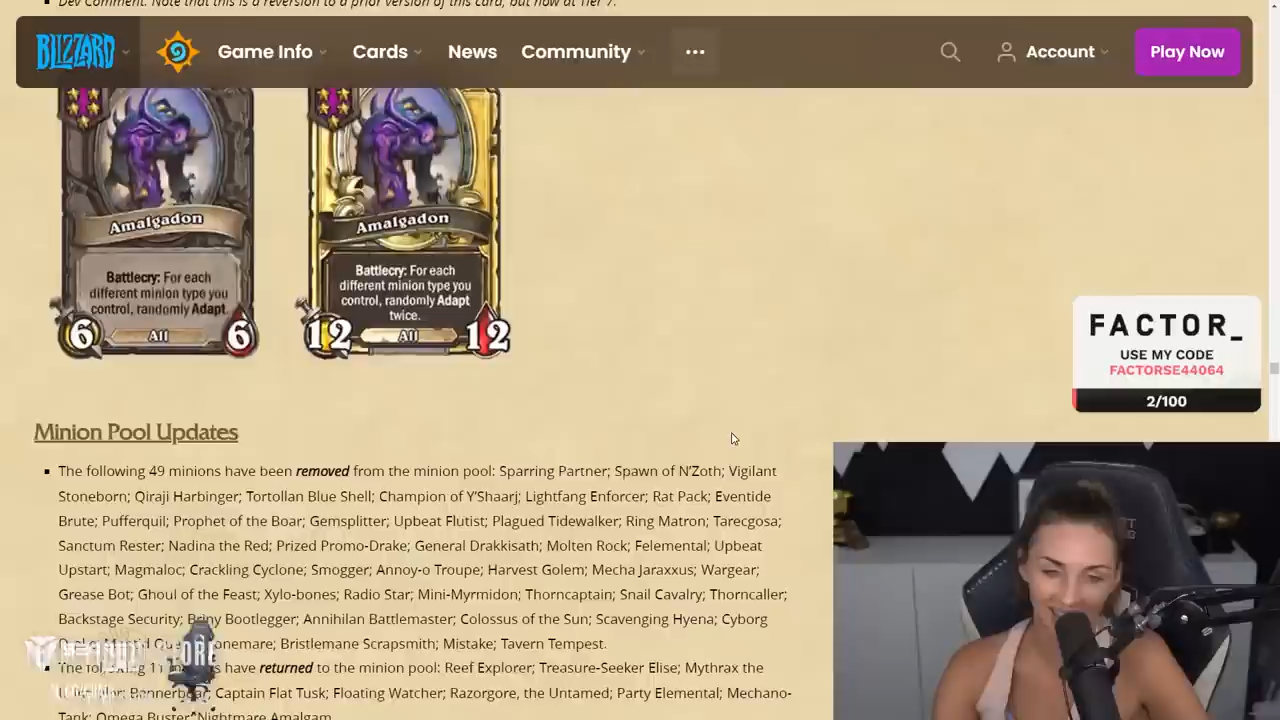 Dev Comment: Note that this is a reversion to a prior version of this card, but now at Tier 7.
BLIZZARD
Game Info
Cards
News
Community
Account
Play Now
Amalgadon
Battlecry: For each
different minion type you
control, randomly Adapt.
6
All
6
Amalgadon
Battlecry: For each
different minion type you
control, randomly Adapt
twice.
12
All
12
FACTOR_
USE MY CODE
FACTORSE44064
2/100
Minion Pool Updates
The following 49 minions have been removed from the minion pool: Sparring Partner; Spawn of N'Zoth; Vigilant
Stoneborn; Qiraji Harbinger; Tortollan Blue Shell; Champion of Y'Shaarj; Lightfang Enforcer; Rat Pack; Eventide
Brute; Pufferquil; Prophet of the Boar; Gemsplitter; Upbeat Flutist; Plagued Tidewalker; Ring Matron; Tarecgosa;
Sanctum Rester; Nadina the Red; Prized Promo-Drake; General Drakkisath; Molten Rock; Felemental; Upbeat
Upstart; Magmaloc; Crackling Cyclone; Smogger; Annoy-o Troupe; Harvest Golem; Mecha Jaraxxus; Wargear;
Grease Bot; Ghoul of the Feast; Xylo-bones; Radio Star; Mini-Myrmidon; Thorncaptain; Snail Cavalry; Thorncaller;
Backstage Security; Briny Bootlegger; Annihilan Battlemaster; Colossus of the Sun; Scavenging Hyena; Cyborg
Bristlemane Scrapsmith; Mistake; Tavern Tempest.
have returned to the minion pool: Reef Explorer; Treasure-Seeker Elise; Mythrax the
Captain Flat Tusk; Floating Watcher; Razorgore, the Untamed; Party Elemental; Mechano-
Tank; Omega Buster^Nightmare Amalgam